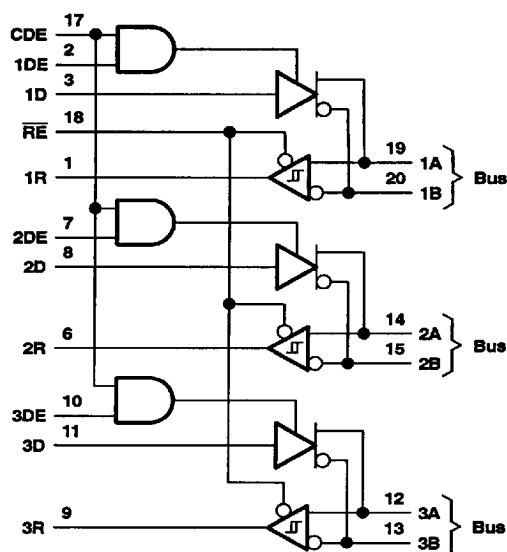 CDE 17
1DE 2
1D 3
R̅E̅ 18
1R 1
19 1A
20 1B
Bus
2DE 7
2D 8
2R 6
14 2A
15 2B
Bus
3DE 10
3D 11
3R 9
12 3A
13 3B
Bus